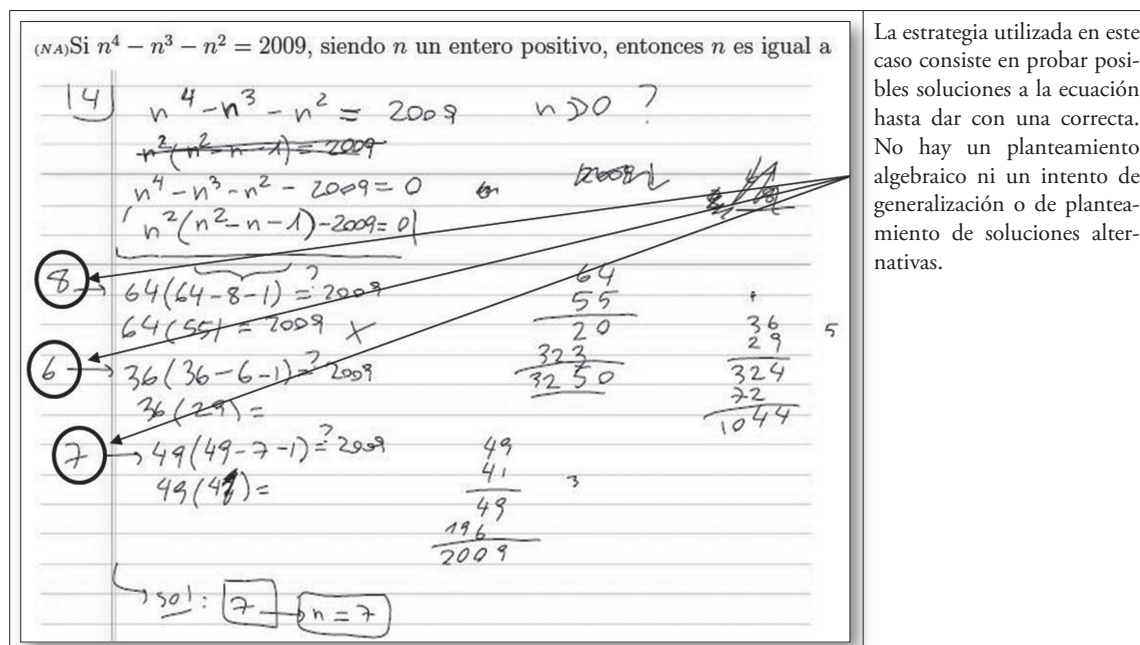 (NA)Si n⁴ − n³ − n² = 2009, siendo n un entero positivo, entonces n es igual a
14
n⁴ - n³ - n² = 2009 n>0 ?
n²(n² - n - 1) = 2009
n⁴ - n³ - n² - 2009 = 0
n²(n² - n - 1) - 2009 = 0
8 → 64(64 - 8 - 1) =? 2009
64(55) = 2009 X
6 → 36(36 - 6 - 1) =? 2009
36(29) =
7 → 49(49 - 7 - 1) =? 2009
49(41) =
64
55
20
323
3250
36 5
29
324
72
1044
49
41 3
49
196
2009
→ sol: 7 → n = 7
La estrategia utilizada en este
caso consiste en probar posi-
bles soluciones a la ecuación
hasta dar con una correcta.
No hay un planteamiento
algebraico ni un intento de
generalización o de plantea-
miento de soluciones alter-
nativas.